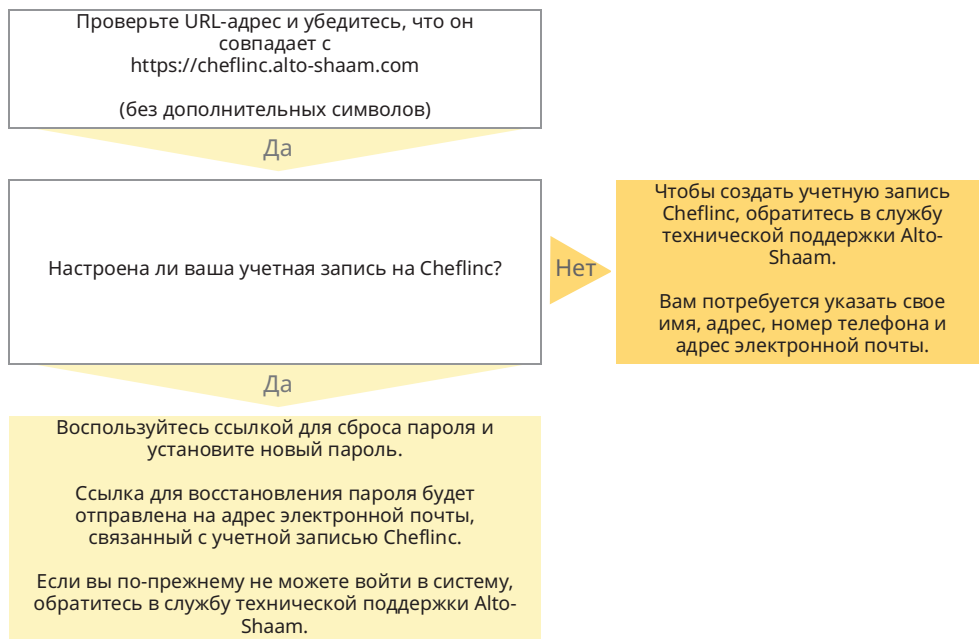 Проверьте URL-адрес и убедитесь, что он
совпадает с
https://cheflinc.alto-shaam.com
(без дополнительных символов)
Да
Настроена ли ваша учетная запись на Cheflinc?
Нет
Чтобы создать учетную запись
Cheflinc, обратитесь в службу
технической поддержки Alto-
Shaam.
Вам потребуется указать свое
имя, адрес, номер телефона и
адрес электронной почты.
Да
Воспользуйтесь ссылкой для сброса пароля и
установите новый пароль.
Ссылка для восстановления пароля будет
отправлена на адрес электронной почты,
связанный с учетной записью Cheflinc.
Если вы по-прежнему не можете войти в систему,
обратитесь в службу технической поддержки Alto-
Shaam.